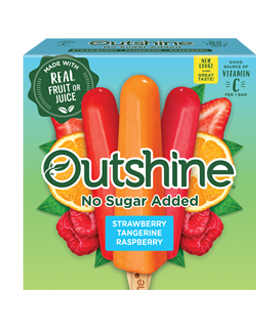 MADE WITH
REAL
FRUIT OR
JUICE
NEW
LOOK!
GREAT
TASTE!
GOOD
SOURCE OF
VITAMIN
C
PER 1 BAR
Outshine
No Sugar Added
STRAWBERRY
TANGERINE
RASPBERRY